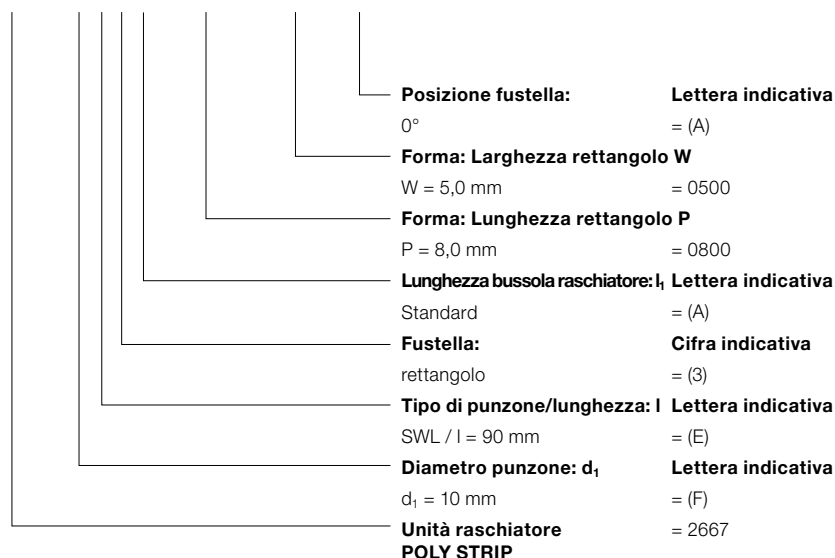 Posizione fustella: Lettera indicativa
0° = (A)
Forma: Larghezza rettangolo W
W = 5,0 mm = 0500
Forma: Lunghezza rettangolo P
P = 8,0 mm = 0800
Lunghezza bussola raschiatore: l₁ Lettera indicativa
Standard = (A)
Fustella: Cifra indicativa
rettangolo = (3)
Tipo di punzone/lunghezza: l Lettera indicativa
SWL / l = 90 mm = (E)
Diametro punzone: d₁ Lettera indicativa
d₁ = 10 mm = (F)
Unità raschiatore = 2667
POLY STRIP